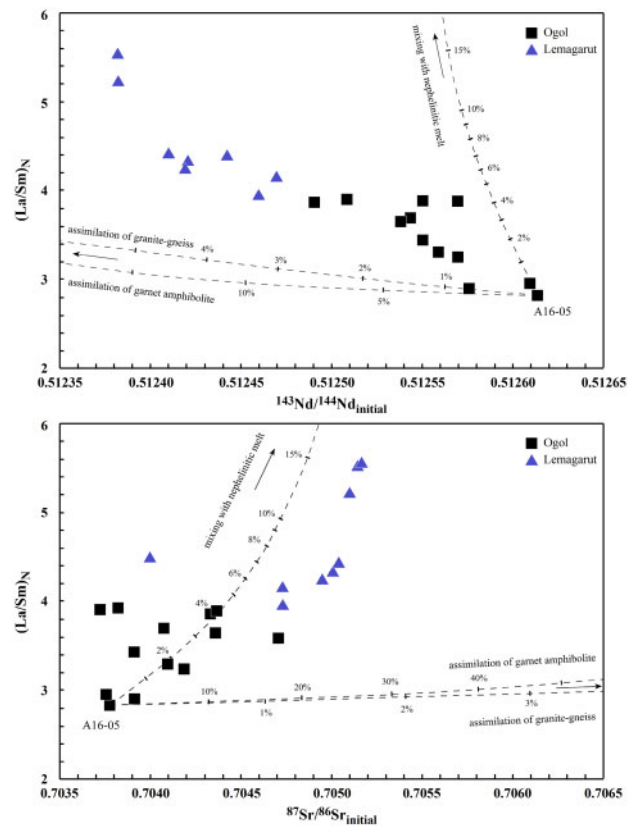 6
Ogol
Lemagarut
15%
mixing with nephelinitic melt
5
10%
8%
(La/Sm)N
6%
4
4%
assimilation of granite-gneiss
4%
2%
3%
3
2%
1%
assimilation of garnet amphibolite
10%
5%
A16-05
2
0.51235 0.51240 0.51245 0.51250 0.51255 0.51260 0.51265
143Nd/144Ndinitial
6
Ogol
Lemagarut
mixing with nephelinitic melt
15%
5
10%
8%
(La/Sm)N
6%
4
4%
2%
assimilation of garnet amphibolite
3
10% 20% 30% 40%
1% 2% 3%
A16-05
assimilation of granite-gneiss
2
0.7035 0.7040 0.7045 0.7050 0.7055 0.7060 0.7065
87Sr/86Srinitial